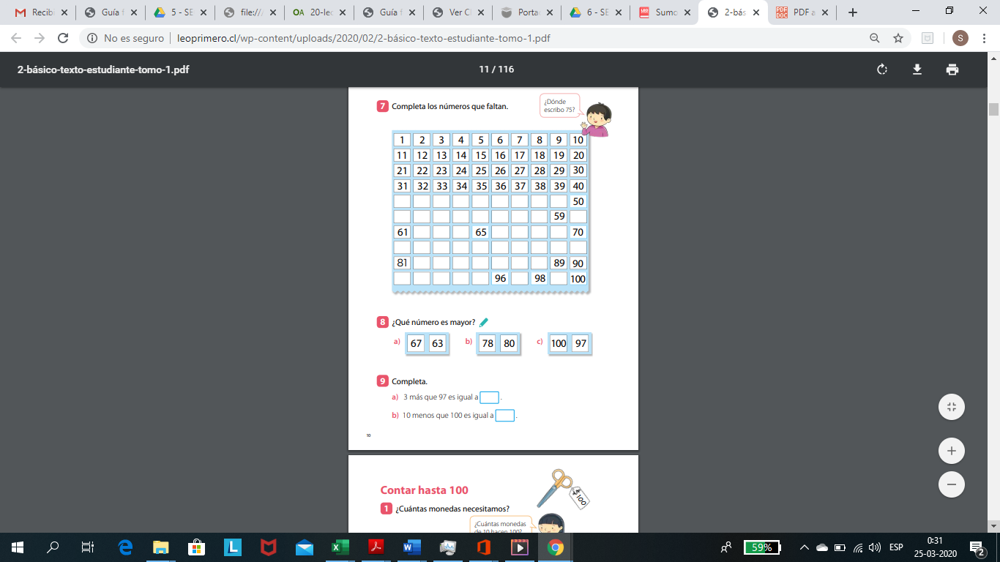 Recib
Guía f
5 - SE
file:///
OA 20-lec
Guía f
Ver Cl
Porta
6 - SE
Sumo
2-bás
PDF a
No es seguro | leoprimero.cl/wp-content/uploads/2020/02/2-básico-texto-estudiante-tomo-1.pdf
S
2-básico-texto-estudiante-tomo-1.pdf
11 / 116
7 Completa los números que faltan.
¿Dónde
escribo 75?
1 2 3 4 5 6 7 8 9 10
11 12 13 14 15 16 17 18 19 20
21 22 23 24 25 26 27 28 29 30
31 32 33 34 35 36 37 38 39 40
50
59
61 65 70
81 89 90
96 98 100
8 ¿Qué número es mayor?
a) 67 63 b) 78 80 c) 100 97
9 Completa.
a) 3 más que 97 es igual a .
b) 10 menos que 100 es igual a .
10
Contar hasta 100
$100
1 ¿Cuántas monedas necesitamos?
¿Cuántas monedas
de 10 hacen 100?
59%
ESP
0:31
25-03-2020
2